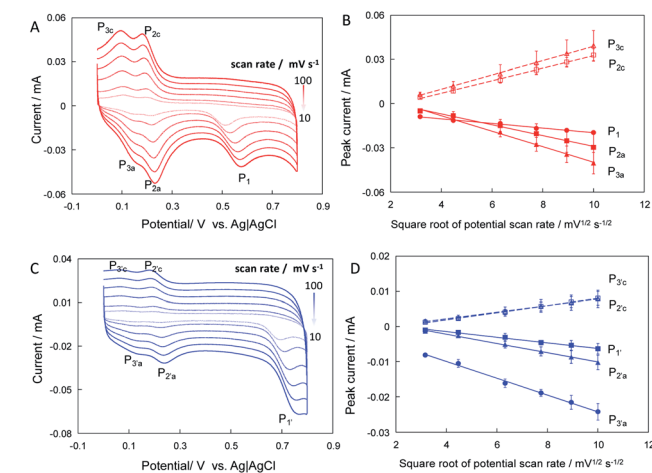 A
P3c
P2c
scan rate / mV s-1
100
10
P3a
P2a
P1
0.06
0.03
0
-0.03
-0.06
Current / mA
-0.1 0.1 0.3 0.5 0.7 0.9
Potential/ V vs. Ag|AgCl
B
P3c
P2c
P1
P2a
P3a
0.06
0.03
0
-0.03
-0.06
Peak current / mA
2 4 6 8 10 12
Square root of potential scan rate / mV1/2 s-1/2
C
P3'c
P2'c
scan rate / mV s-1
100
10
P3'a
P2'a
P1'
0.04
0.01
-0.02
-0.05
-0.08
Current / mA
-0.1 0.1 0.3 0.5 0.7 0.9
Potential/ V vs. Ag|AgCl
D
P3'c
P2'c
P1'
P2'a
P3'a
0.02
0.01
0
-0.01
-0.02
-0.03
Peak current / mA
2 4 6 8 10 12
Square root of potential scan rate / mV1/2 s-1/2